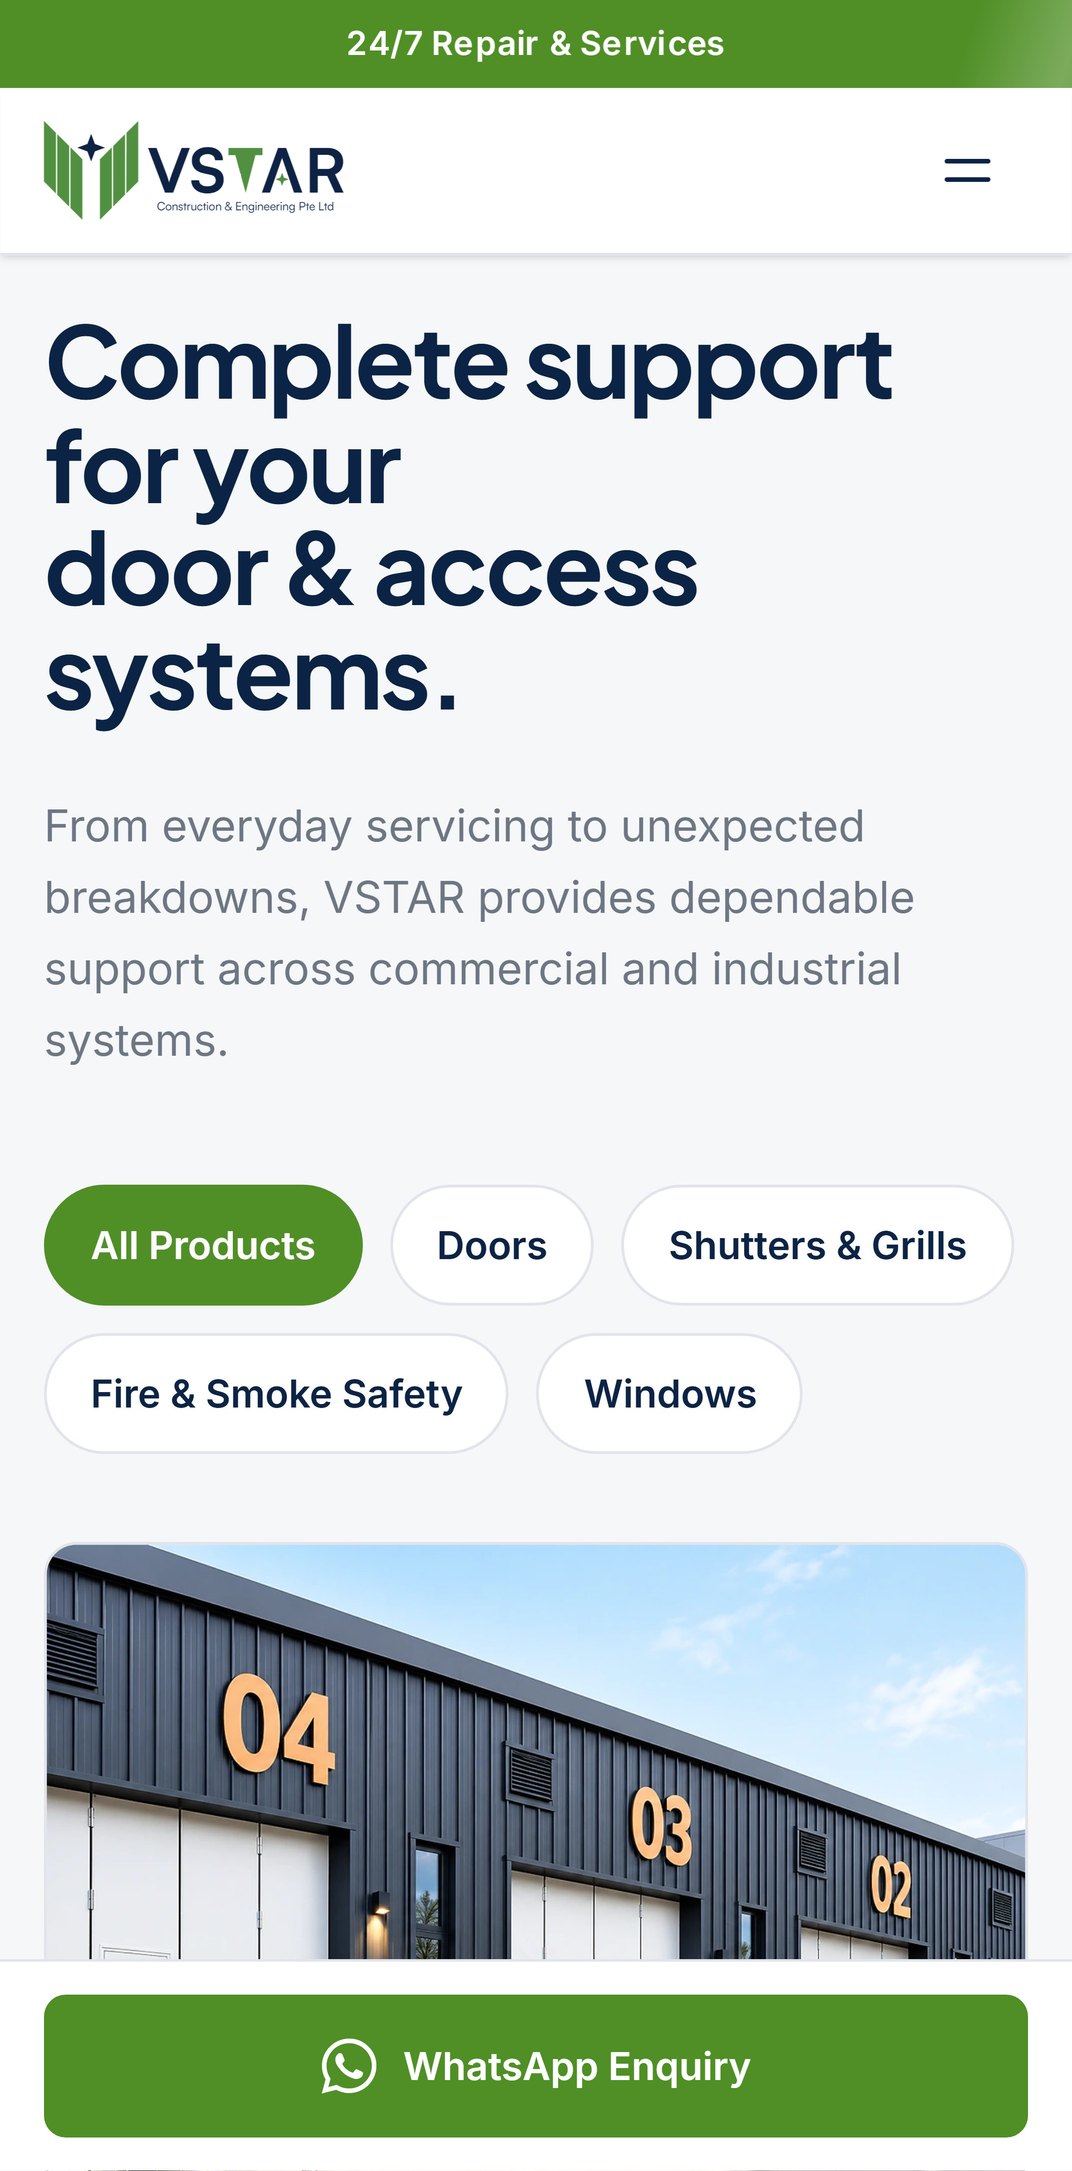 24/7 Repair & Services
VSTAR
Construction & Engineering Pte Ltd
Complete support
for your
door & access
systems.
From everyday servicing to unexpected
breakdowns, VSTAR provides dependable
support across commercial and industrial
systems.
All Products
Doors
Shutters & Grills
Fire & Smoke Safety
Windows
04
03
02
WhatsApp Enquiry